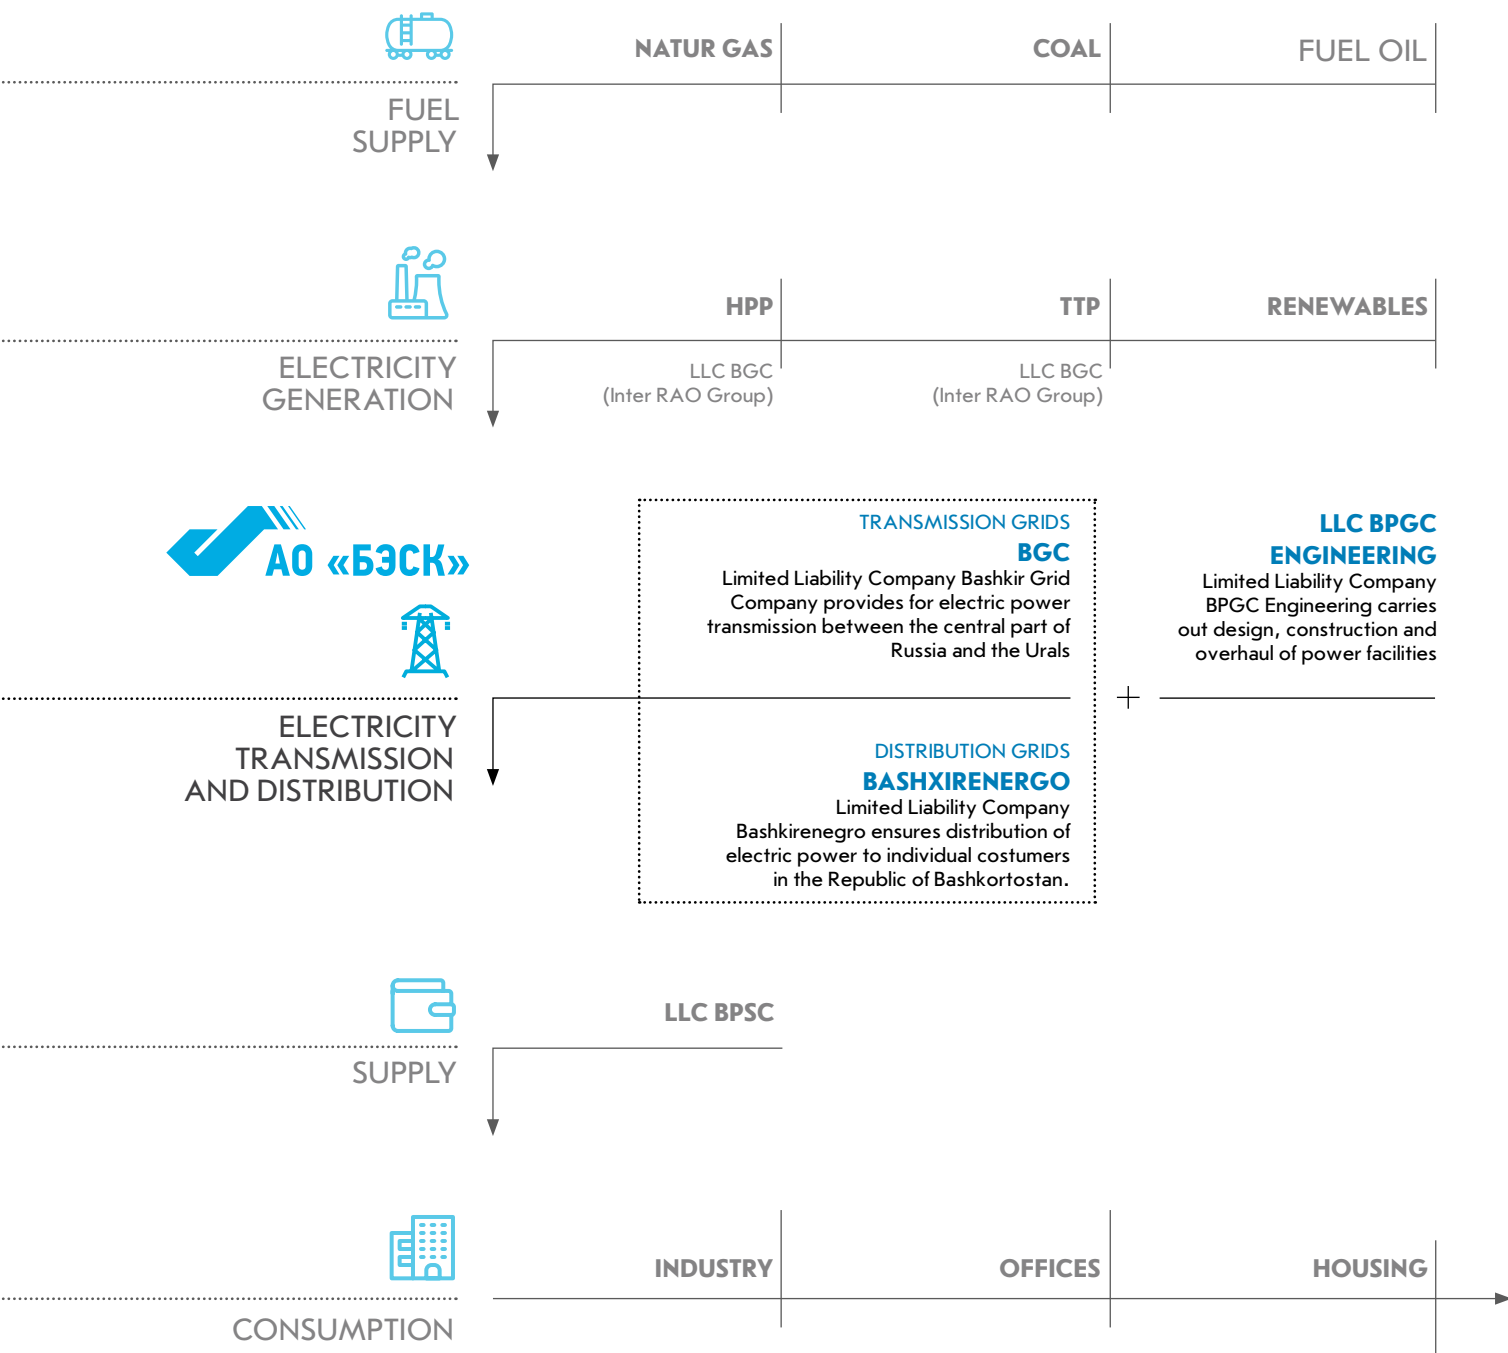 NATUR GAS
COAL
FUEL OIL
FUEL
SUPPLY
HPP
TTP
RENEWABLES
ELECTRICITY
GENERATION
LLC BGC
(Inter RAO Group)
LLC BGC
(Inter RAO Group)
АО «БЭСК»
TRANSMISSION GRIDS
BGC
Limited Liability Company Bashkir Grid
Company provides for electric power
transmission between the central part of
Russia and the Urals
LLC BPGC
ENGINEERING
Limited Liability Company
BPGC Engineering carries
out design, construction and
overhaul of power facilities
+
ELECTRICITY
TRANSMISSION
AND DISTRIBUTION
DISTRIBUTION GRIDS
BASHXIRENERGO
Limited Liability Company
Bashkirenegro ensures distribution of
electric power to individual costumers
in the Republic of Bashkortostan.
LLC BPSC
SUPPLY
INDUSTRY
OFFICES
HOUSING
CONSUMPTION